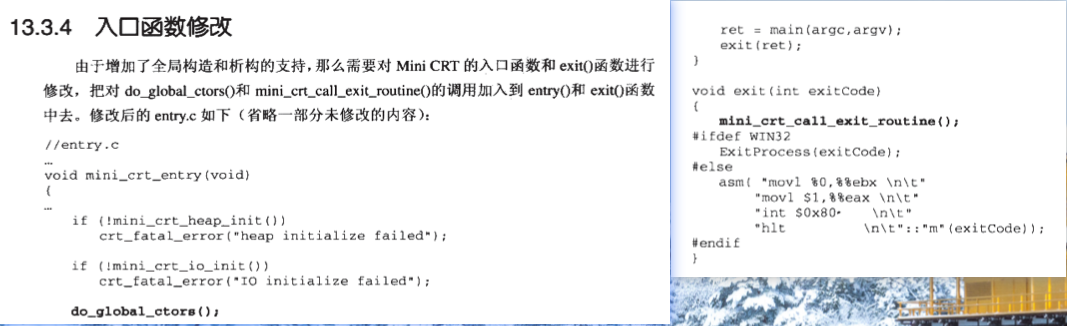 13.3.4 入口函数修改
由于增加了全局构造和析构的支持，那么需要对 Mini CRT 的入口函数和 exit()函数进行
修改，把对 do_global_ctors()和 mini_crt_call_exit_routine()的调用加入到 entry()和 exit()函数
中去。修改后的 entry.c 如下（省略一部分未修改的内容）：
//entry.c
…
void mini_crt_entry(void)
{
…
if (!mini_crt_heap_init())
crt_fatal_error("heap initialize failed");
if (!mini_crt_io_init())
crt_fatal_error("IO initialize failed");
do_global_ctors();
ret = main(argc,argv);
exit(ret);
}
void exit(int exitCode)
{
mini_crt_call_exit_routine();
#ifdef WIN32
ExitProcess(exitCode);
#else
asm( "movl %0,%%ebx \n\t"
"movl $1,%%eax \n\t"
"int $0x80 \n\t"
"hlt \n\t"::"m"(exitCode));
#endif
}